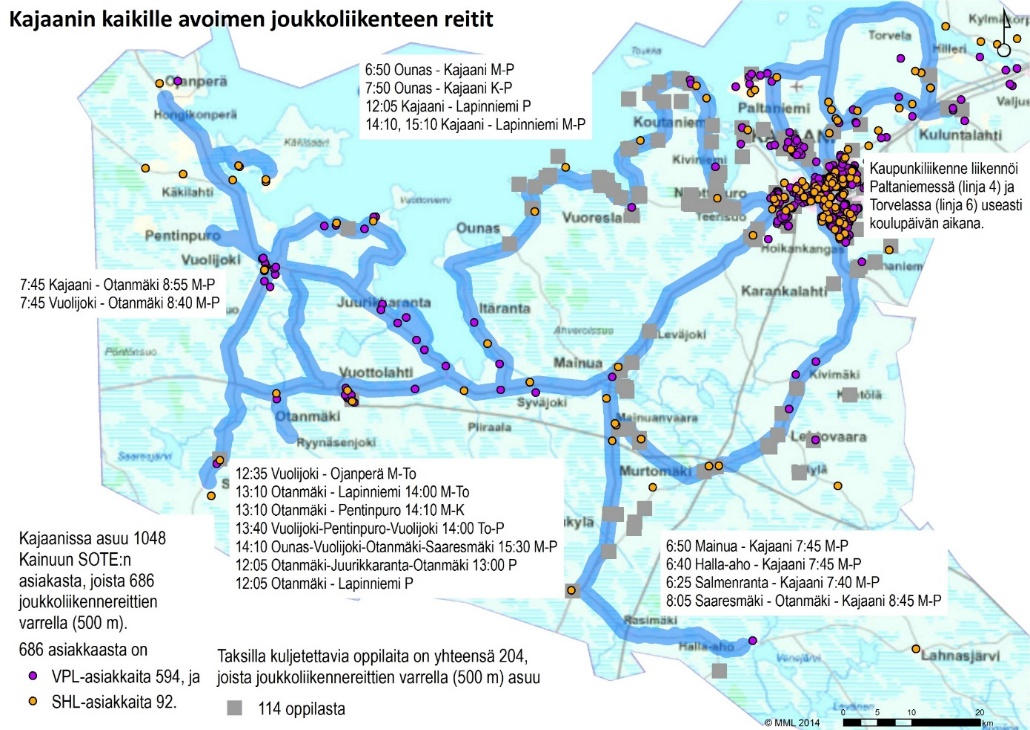 Kajaanin kaikille avoimen joukkoliikenteen reitit
6:50 Ounas - Kajaani M-P
7:50 Ounas - Kajaani K-P
12:05 Kajaani - Lapinniemi P
14:10, 15:10 Kajaani - Lapinniemi M-P
Kaupunkiliikenne liikennöi
Paltaniemessä (linja 4) ja
Torvelassa (linja 6) useasti
koulupäivän aikana.
7:45 Kajaani - Otanmäki 8:55 M-P
7:45 Vuolijoki - Otanmäki 8:40 M-P
12:35 Vuolijoki - Ojanperä M-To
13:10 Otanmäki - Lapinniemi 14:00 M-To
13:10 Otanmäki - Pentinpuro 14:10 M-K
13:40 Vuolijoki-Pentinpuro-Vuolijoki 14:00 To-P
14:10 Ounas-Vuolijoki-Otanmäki-Saaresmäki 15:30 M-P
12:05 Otanmäki-Juurikkaranta-Otanmäki 13:00 P
12:05 Otanmäki - Lapinniemi P
6:50 Mainua - Kajaani 7:45 M-P
6:40 Halla-aho - Kajaani 7:45 M-P
6:25 Salmenranta - Kajaani 7:40 M-P
8:05 Saaresmäki - Otanmäki - Kajaani 8:45 M-P
Kajaanissa asuu 1048
Kainuun SOTE:n
asiakasta, joista 686
joukkoliikennereittien
varrella (500 m).
686 asiakkaasta on
VPL-asiakkaita 594, ja
SHL-asiakkaita 92.
Taksilla kuljetettavia oppilaita on yhteensä 204,
joista joukkoliikennereittien varrella (500 m) asuu
114 oppilasta
Torvela
Hilleri
Ojanperä
Hongikonperä
Paltaniemi
Koutaniemi
Kuluntalahti
Käkilahti
Kiviniemi
Vuottoniemi
Vuoresla
Teensuo
Pentinpuro
Ounas
Hoikankangas
Vuolijoki
Karankalahti
Juurikkaranta
Itäranta
Ahveroissuo
Leväjoki
Pöntönsuo
Mainua
Vuottolahti
Kivimäki
Syväjoki
Otanmäki
Piiraala
Mainuanvaara
Ryynäsenjoki
Lehtovaara
Saaresjärvi
Murtomäki
Rasimäki
Halla-aho
Venejärvi
Lahnasjärvi
© MML 2014
0 5 10 20
km